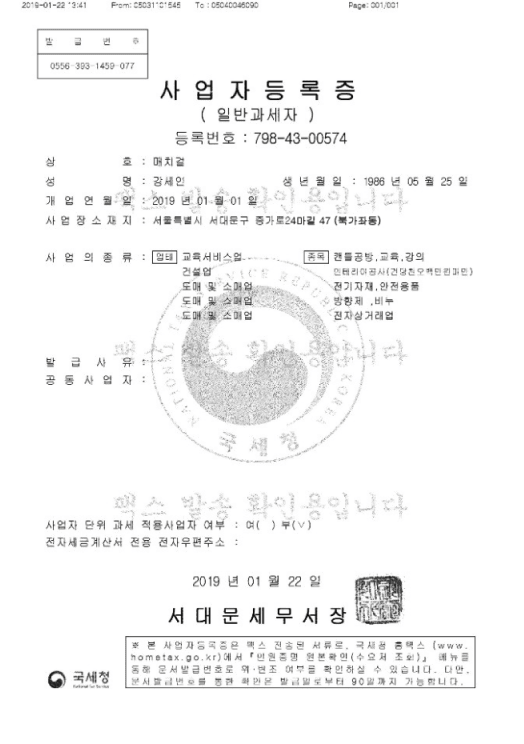 2019-01-22 13:41 From: 05031101546 To : 05040046090 Page: 001/001
발 급 번 호
0556-393-1459-077
사 업 자 등 록 증
( 일반과세자 )
등록번호 : 798-43-00574
상 호 : 매치걸
성 명 : 강세인 생 년 월 일 : 1986 년 05 월 25 일
개 업 연 월 일 : 2019 년 01 월 01 일
팩스 발송 확인용입니다
사 업 장 소 재 지 : 서울특별시 서대문구 증가로24마길 47 (북가좌동)
사 업 의 종 류 : 업태 교육서비스업 종목 캔들공방,교육,강의
건설업 인테리어공사
도매 및 소매업 전기자재,안전용품
도매 및 소매업 방향제 ,비누
도매 및 소매업 전자상거래업
NATIONAL TAX SERVICE REPUBLIC OF KOREA
팩스 발송 확인용입니다
발 급 사 유 :
공 동 사 업 자 :
국세청
팩스 발송 확인용입니다
사업자 단위 과세 적용사업자 여부 : 여( ) 부(∨)
전자세금계산서 전용 전자우편주소 :
2019 년 01 월 22 일
서 대 문 세 무 서 장
국세청
National Tax Service
※ 본 사업자등록증은 팩스 전송된 서류로, 국세청 홈택스 (www.
hometax.go.kr)에서 『민원증명 원본확인(수요처 조회)』 메뉴를
통해 문서발급번호로 위·변조 여부를 확인하실 수 있습니다. 다만,
문서발급번호를 통한 확인은 발급일로부터 90일까지 가능합니다.